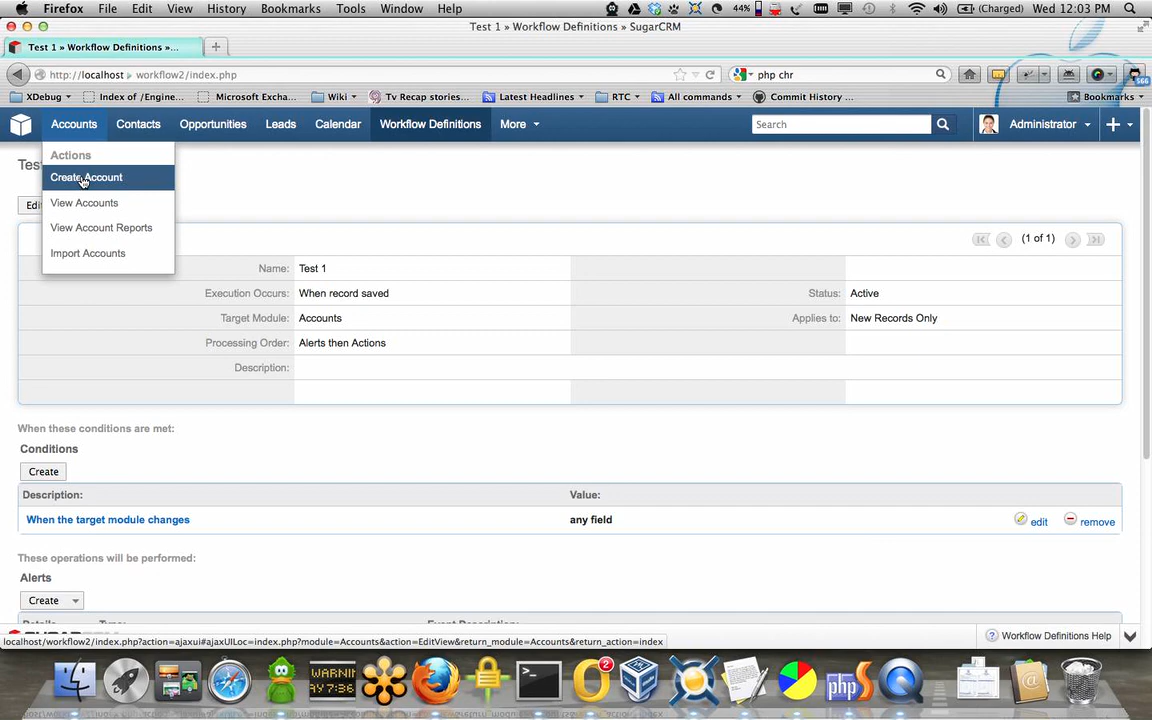 Firefox File Edit View History Bookmarks Tools Window Help 44% (Charged) Wed 12:03 PM
Test 1 » Workflow Definitions » SugarCRM
Test 1 » Workflow Definitions »...
http://localhost ▸ workflow2/index.php php chr
566
XDebug Index of /Engine... Microsoft Excha... Wiki Tv Recap stories... Latest Headlines RTC All commands Commit History ... Bookmarks
Accounts Contacts Opportunities Leads Calendar Workflow Definitions More Search Administrator
Actions
Create Account
View Accounts
View Account Reports
Import Accounts
(1 of 1)
Name: Test 1
Execution Occurs: When record saved Status: Active
Target Module: Accounts Applies to: New Records Only
Processing Order: Alerts then Actions
Description:
When these conditions are met:
Conditions
Create
Description: Value:
When the target module changes any field edit remove
These operations will be performed:
Alerts
Create
localhost/workflow2/index.php?action=ajaxui#ajaxUILoc=index.php?module=Accounts&action=EditView&return_module=Accounts&return_action=index
Workflow Definitions Help
WARNIN
AY 7:36
2
php